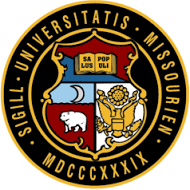 SIGILL · UNIVERSITATIS · MISSOURIEN ·
SA POP
LUS ULI
MDCCCXXXIX